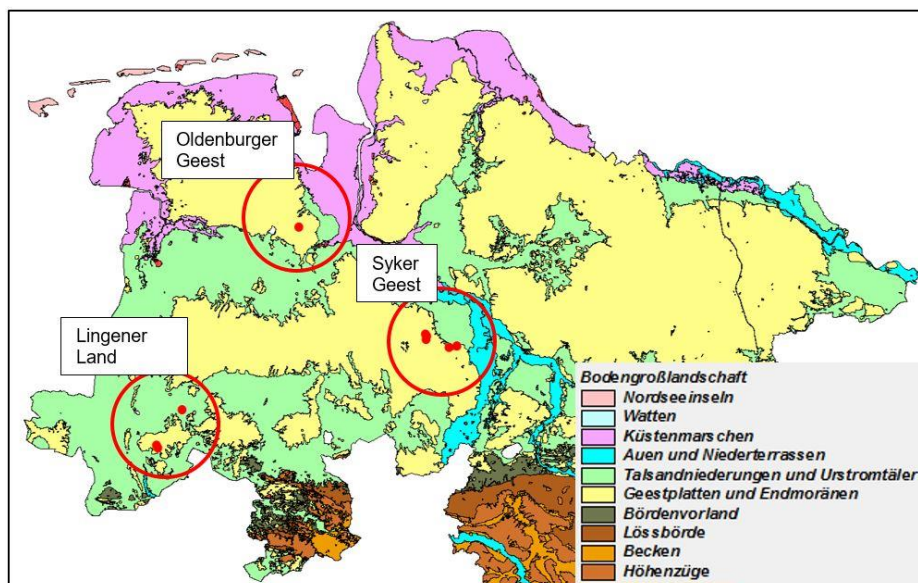 Oldenburger
Geest
Syker
Geest
Lingener
Land
Bodengroßlandschaft
Nordseeinseln
Watten
Küstenmarschen
Auen und Niederterrassen
Talsandniederungen und Urstromtäler
Geestplatten und Endmoränen
Bördenvorland
Lössbörde
Becken
Höhenzüge